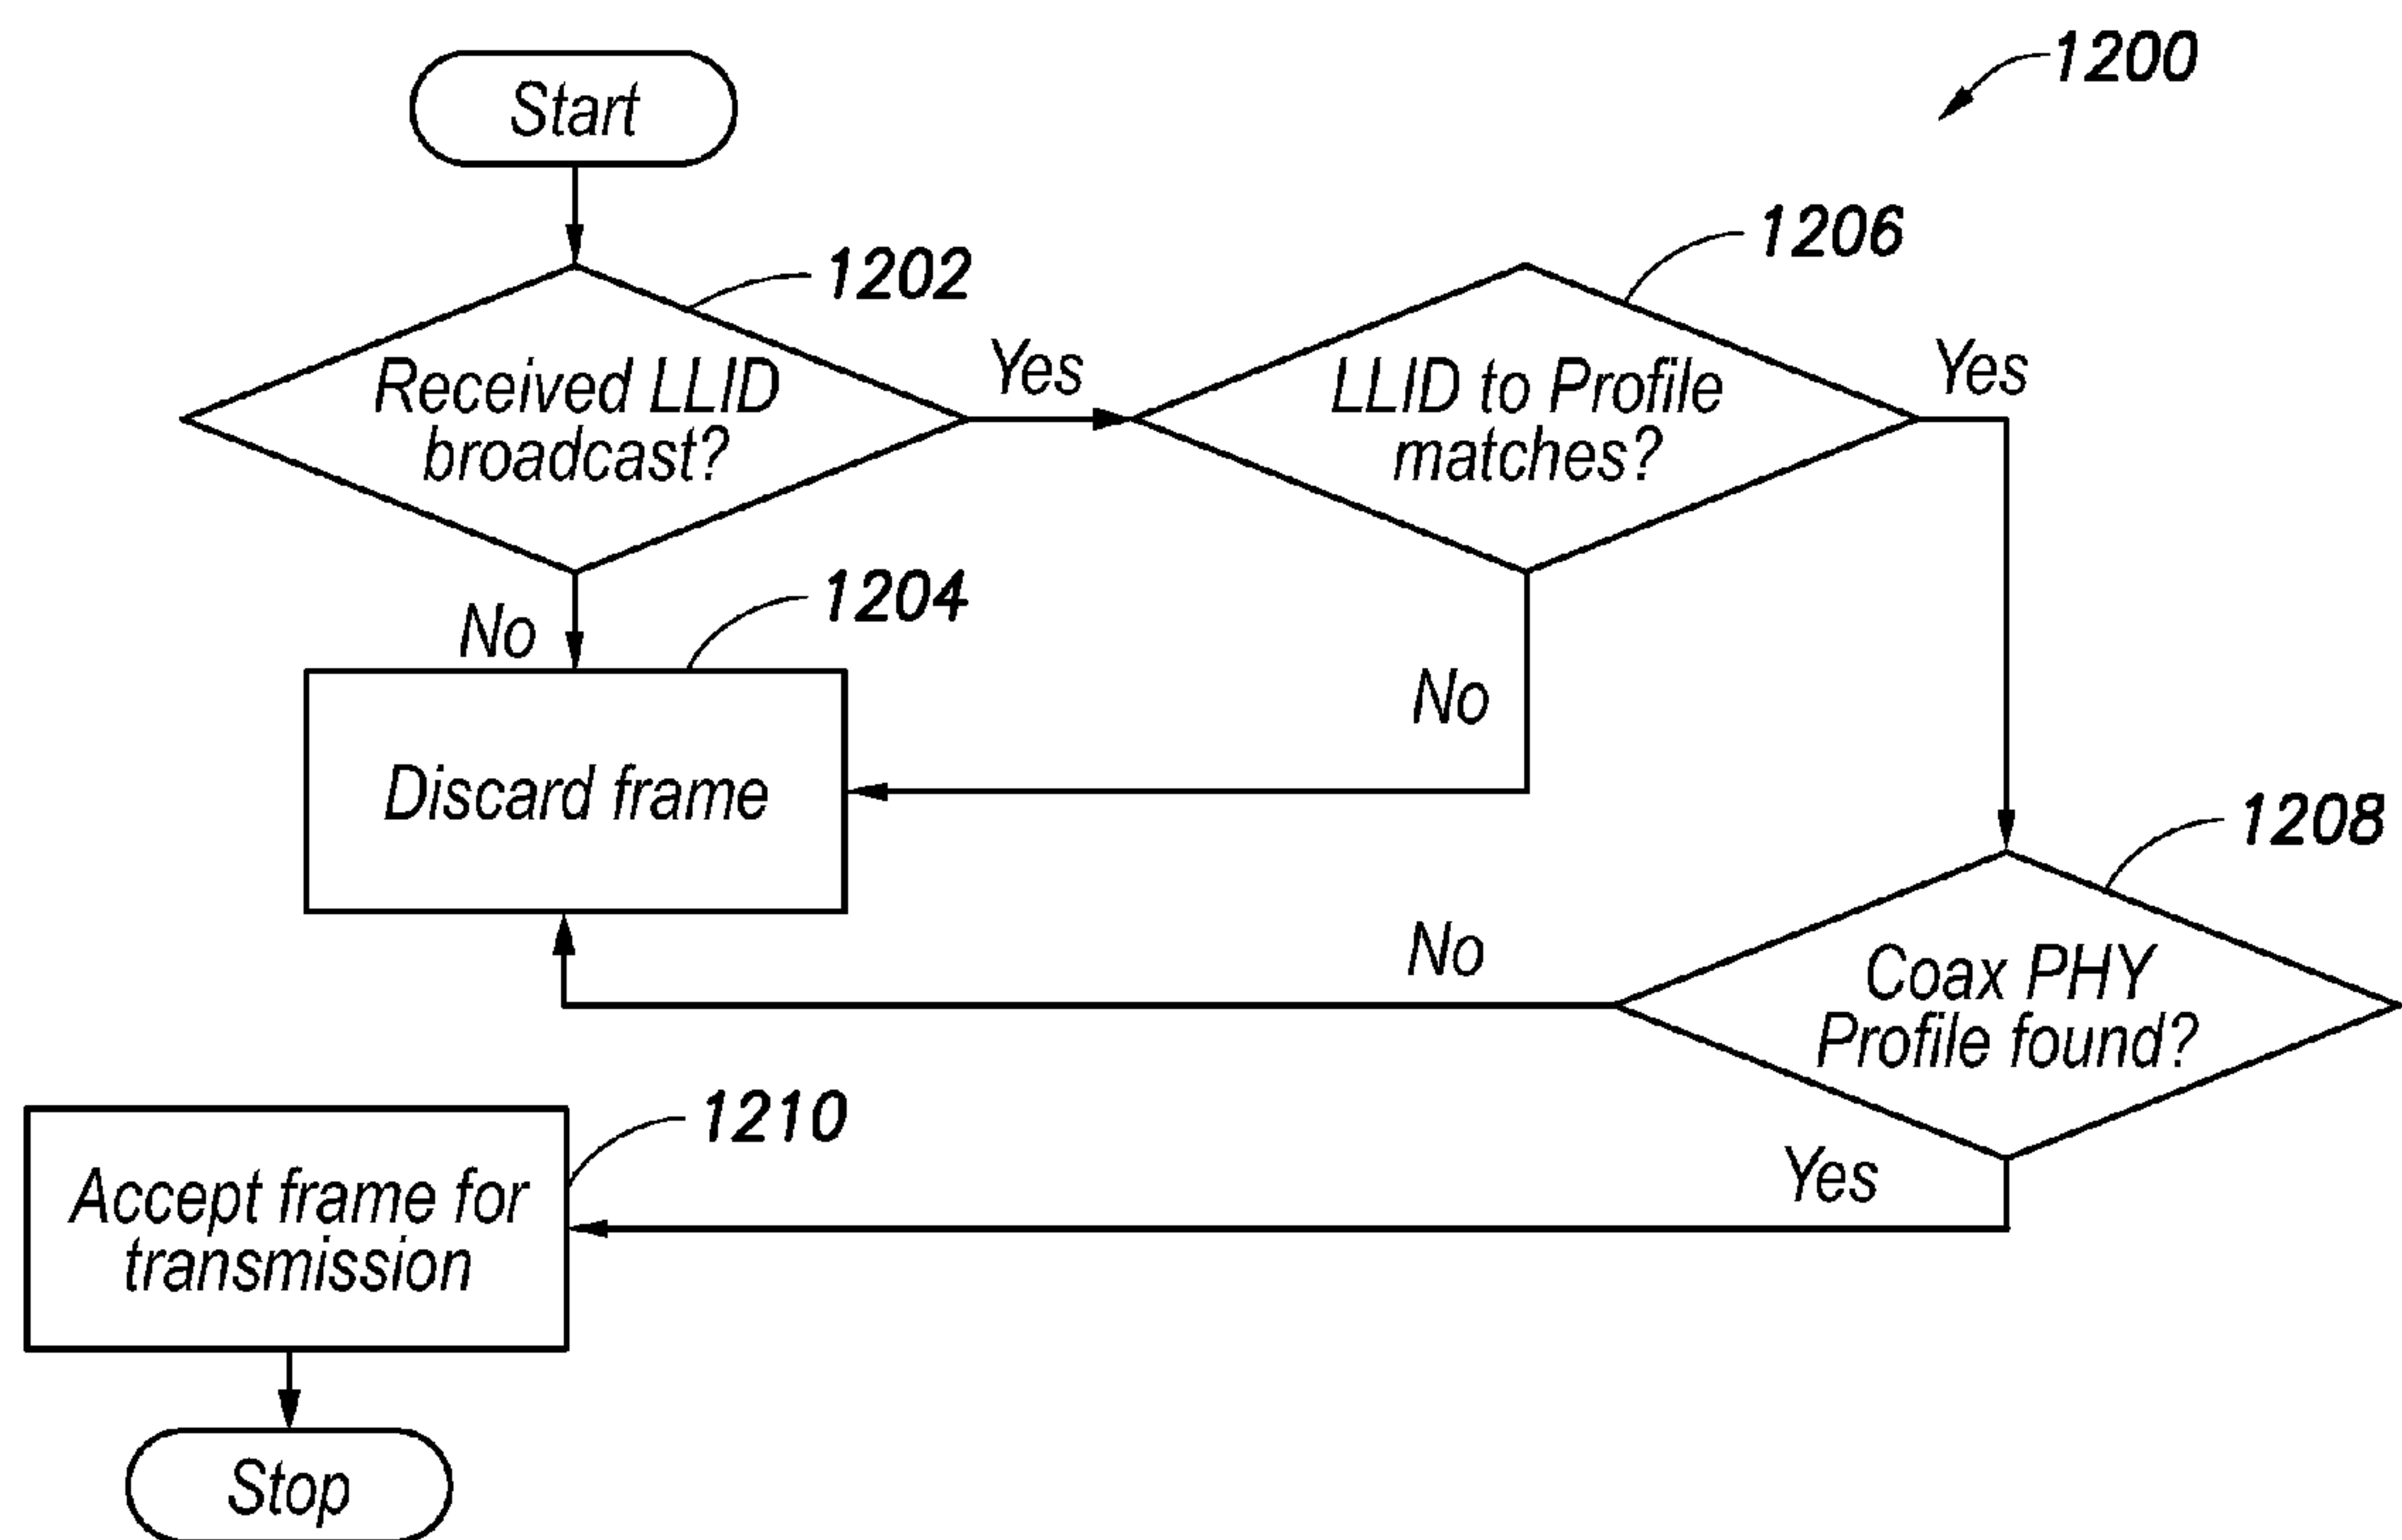 1200
Start
1202
1206
Received LLID
broadcast?
Yes
LLID to Profile
matches?
Yes
No
1204
No
Discard frame
1208
No
Coax PHY
Profile found?
1210
Yes
Accept frame for
transmission
Stop